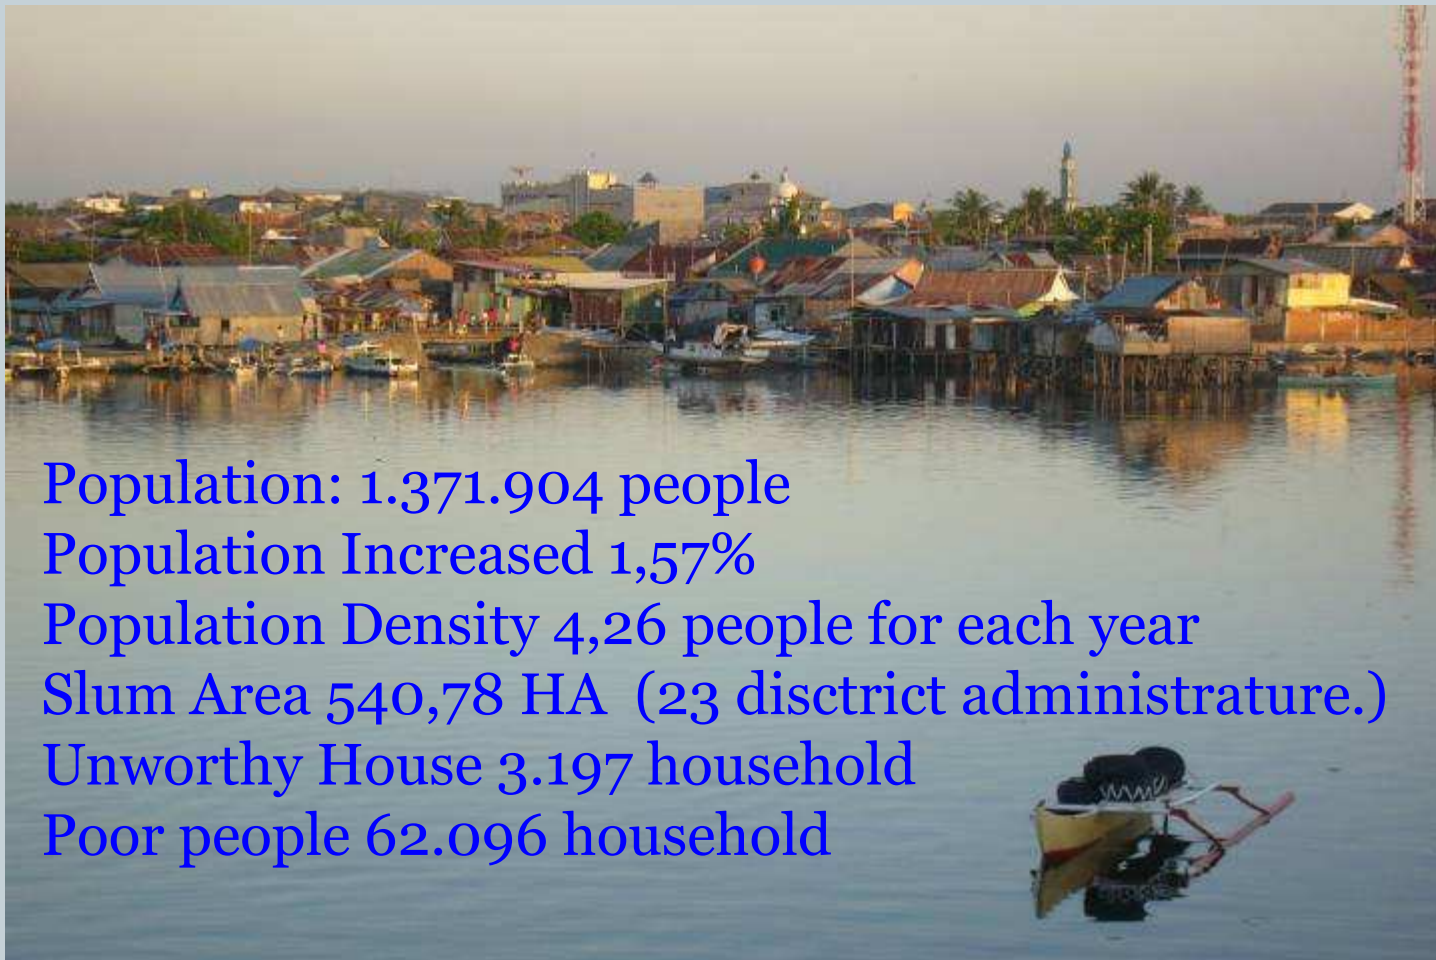 Population: 1.371.904 people
Population Increased 1,57%
Population Density 4,26 people for each year
Slum Area 540,78 HA  (23 disctrict administrature.)
Unworthy House 3.197 household
Poor people 62.096 household